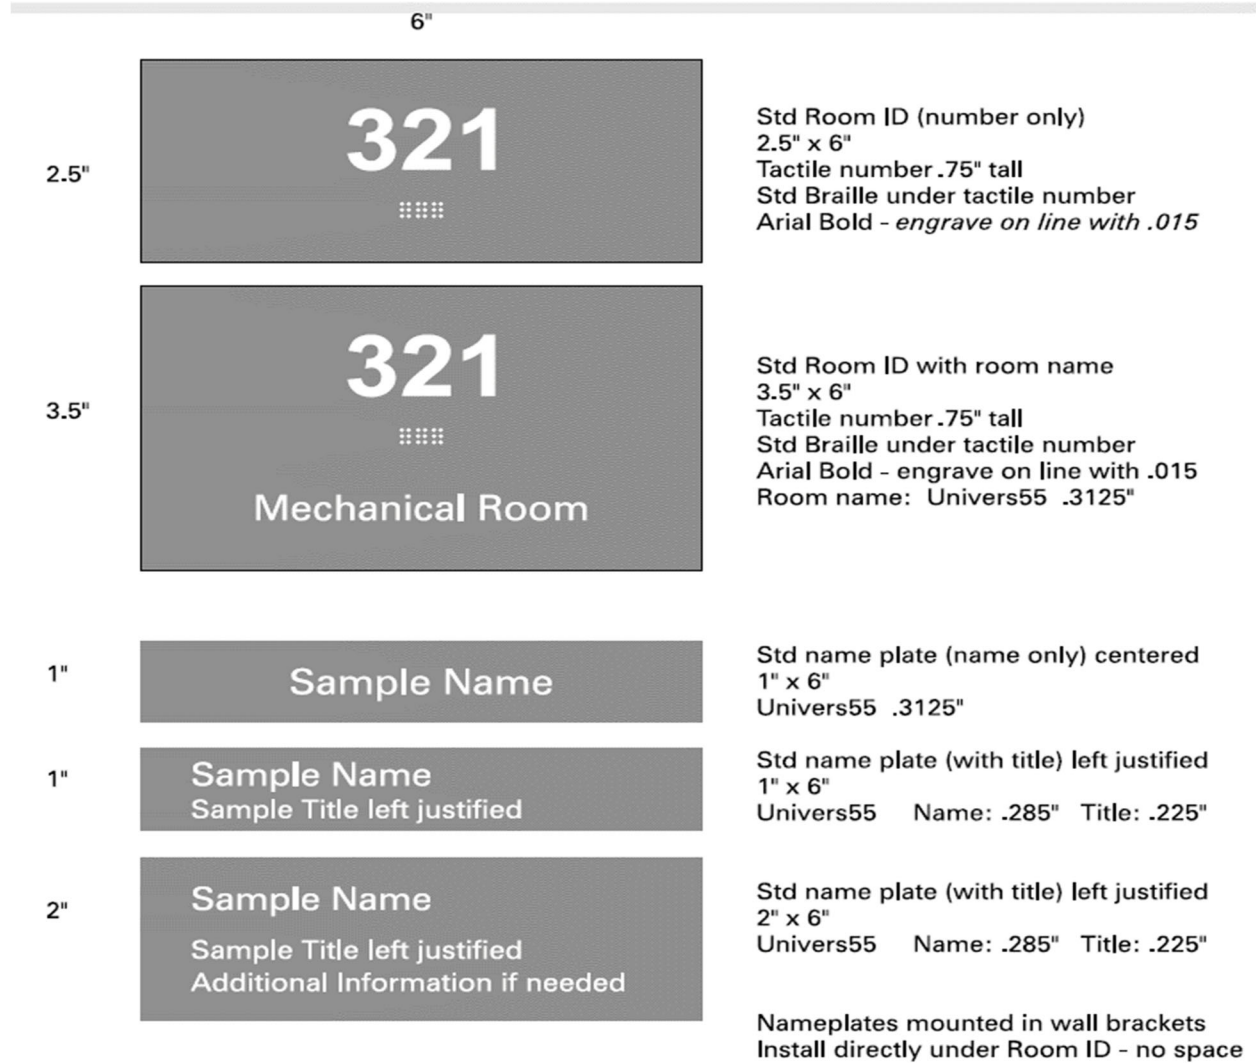 6"
2.5"
321
Std Room ID (number only)
2.5" x 6"
Tactile number .75" tall
Std Braille under tactile number
Arial Bold - engrave on line with .015
3.5"
321
Mechanical Room
Std Room ID with room name
3.5" x 6"
Tactile number .75" tall
Std Braille under tactile number
Arial Bold - engrave on line with .015
Room name: Univers55 .3125"
1"
Sample Name
Std name plate (name only) centered
1" x 6"
Univers55 .3125"
1"
Sample Name
Sample Title left justified
Std name plate (with title) left justified
1" x 6"
Univers55 Name: .285" Title: .225"
2"
Sample Name
Sample Title left justified
Additional Information if needed
Std name plate (with title) left justified
2" x 6"
Univers55 Name: .285" Title: .225"
Nameplates mounted in wall brackets
Install directly under Room ID - no space